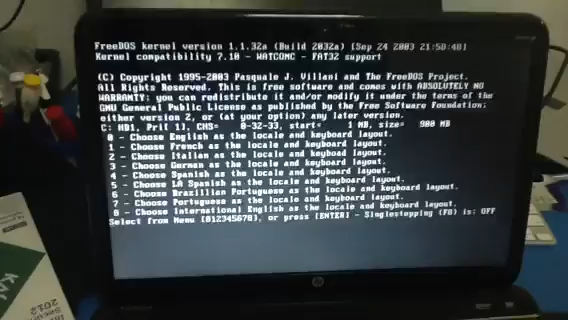 FreeDOS kernel version 1.1.32a (Build 2032a) [Sep 24 2003 21:50:48]
Kernel compatibility 7.10 - WATCOMC - FAT32 support
(C) Copyright 1995-2003 Pasquale J. Villani and The FreeDOS Project.
All Rights Reserved. This is free software and comes with ABSOLUTELY NO
WARRANTY; you can redistribute it and/or modify it under the terms of the
GNU General Public License as published by the Free Software Foundation;
either version 2, or (at your option) any later version.
C: HD1, Pri[ 1], CHS= 0-32-33, start= 1 MB, size= 900 MB
0 - Choose English as the locale and keyboard layout.
1 - Choose French as the locale and keyboard layout.
2 - Choose Italian as the locale and keyboard layout.
3 - Choose German as the locale and keyboard layout.
4 - Choose Spanish as the locale and keyboard layout.
5 - Choose LA Spanish as the locale and keyboard layout.
6 - Choose Brazillian Portuguese as the locale and keyboard layout.
7 - Choose Portuguese as the locale and keyboard layout.
8 - Choose International English as the locale and keyboard layout.
Select from Menu [012345678], or press [ENTER] - Singlestepping (F8) is: OFF
hp
2012